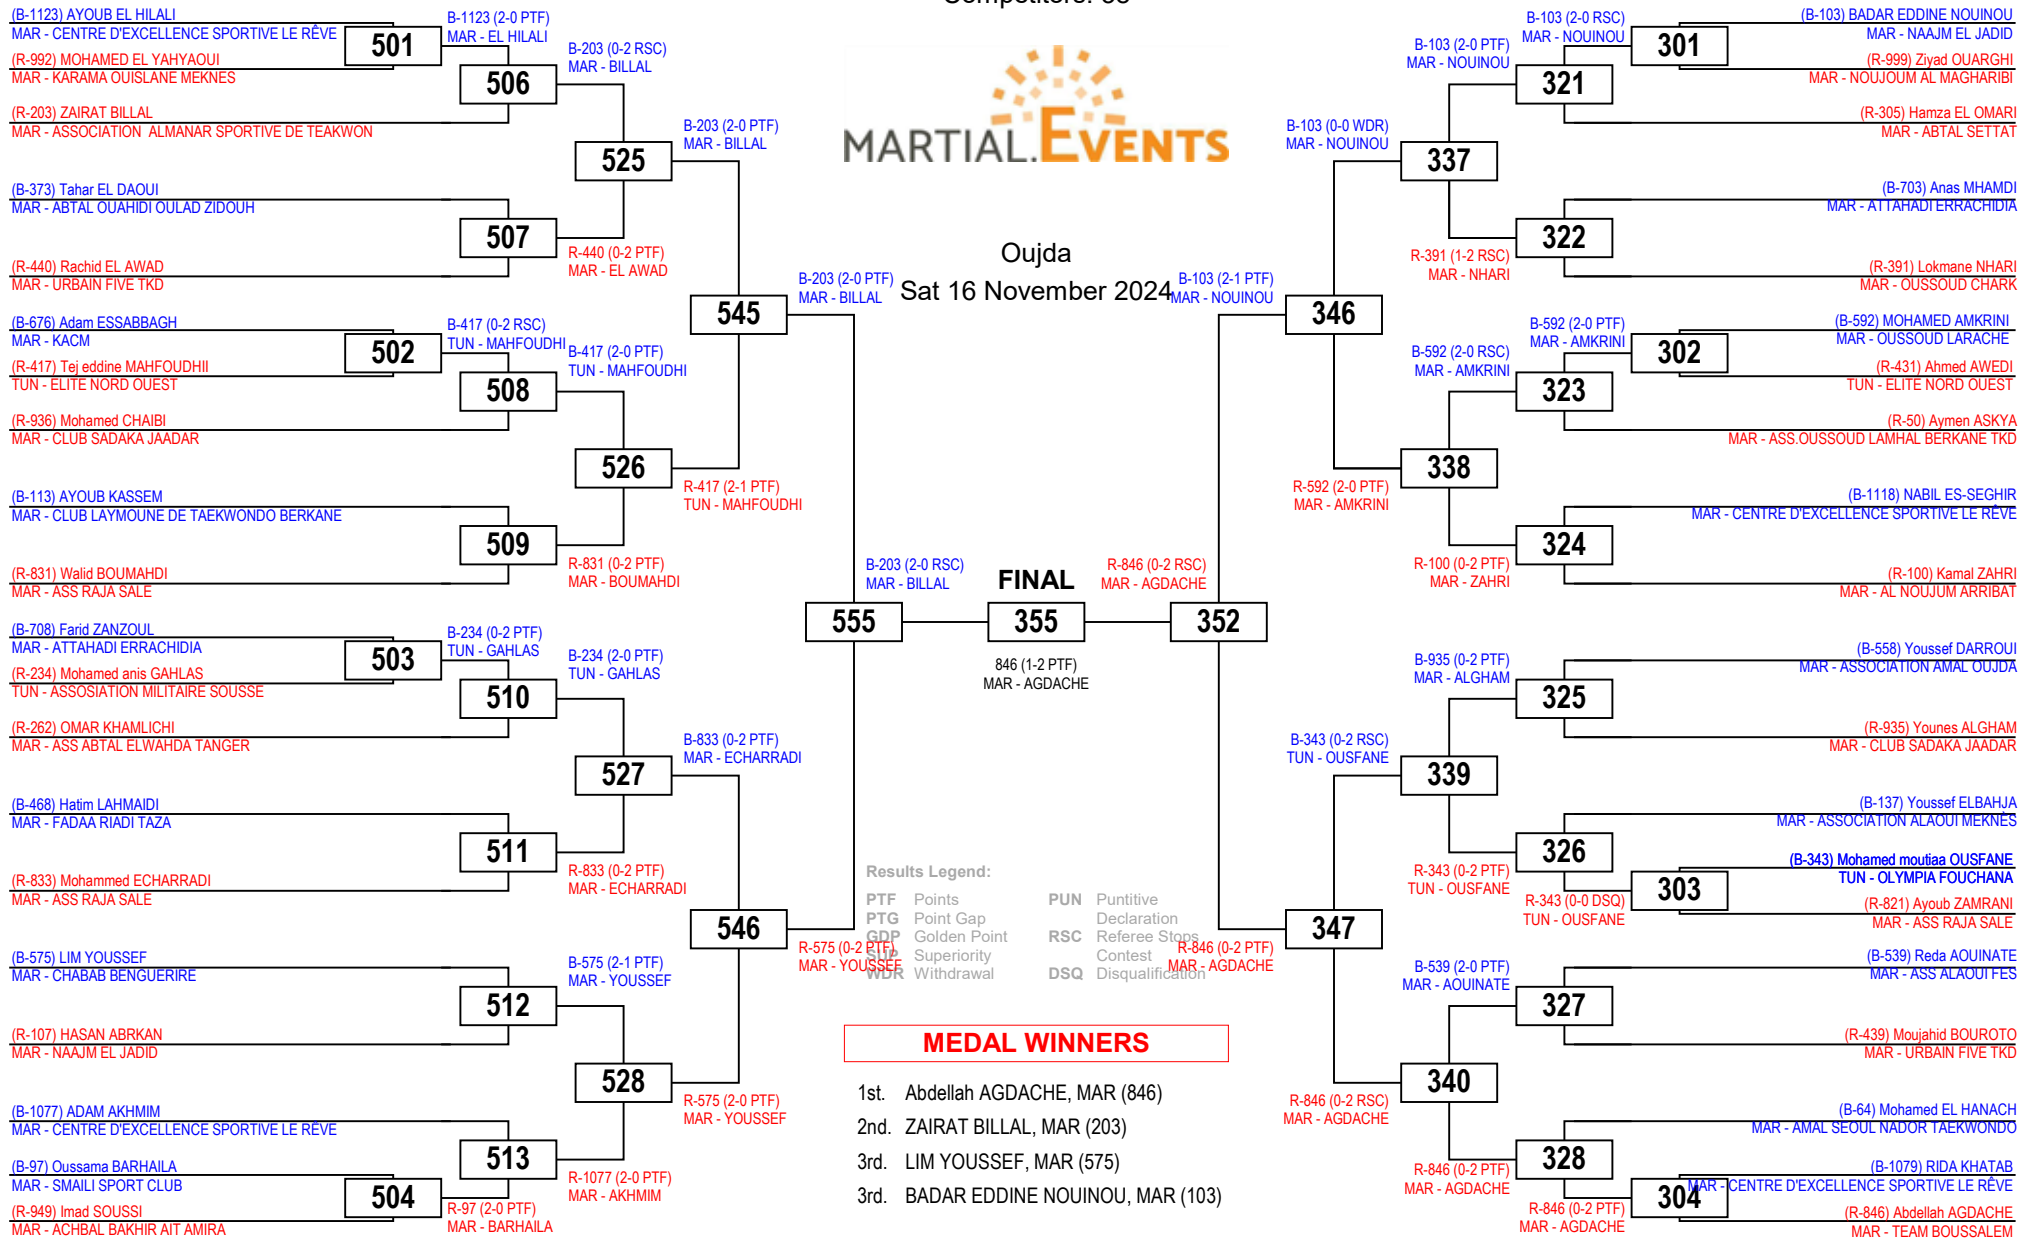 (B-1123) AYOUB EL HILALI
MAR - CENTRE D'EXCELLENCE SPORTIVE LE RÊVE
(R-992) MOHAMED EL YAHYAOUI
MAR - KARAMA OUISLANE MEKNES
(R-203) ZAIRAT BILLAL
MAR - ASSOCIATION ALMANAR SPORTIVE DE TEAKWON
(B-373) Tahar EL DAOUI
MAR - ABTAL OUAHIDI OULAD ZIDOUH
(R-440) Rachid EL AWAD
MAR - URBAIN FIVE TKD
(B-676) Adam ESSABBAGH
MAR - KACM
(R-417) Tej eddine MAHFOUDHII
TUN - ELITE NORD OUEST
(R-936) Mohamed CHAIBI
MAR - CLUB SADAKA JAADAR
(B-113) AYOUB KASSEM
MAR - CLUB LAYMOUNE DE TAEKWONDO BERKANE
(R-831) Walid BOUMAHDI
MAR - ASS RAJA SALE
(B-708) Farid ZANZOUL
MAR - ATTAHADI ERRACHIDIA
(R-234) Mohamed anis GAHLAS
TUN - ASSOSIATION MILITAIRE SOUSSE
(R-262) OMAR KHAMLICHI
MAR - ASS ABTAL ELWAHDA TANGER
(B-468) Hatim LAHMAIDI
MAR - FADAA RIADI TAZA
(R-833) Mohammed ECHARRADI
MAR - ASS RAJA SALE
(B-575) LIM YOUSSEF
MAR - CHABAB BENGUERIRE
(R-107) HASAN ABRKAN
MAR - NAAJM EL JADID
(B-1077) ADAM AKHMIM
MAR - CENTRE D'EXCELLENCE SPORTIVE LE RÊVE
(B-97) Oussama BARHAILA
MAR - SMAILI SPORT CLUB
(R-949) Imad SOUSSI
MAR - ACHBAL BAKHIR AIT AMIRA
501
B-1123 (2-0 PTF)
MAR - EL HILALI
502
B-417 (0-2 RSC)
TUN - MAHFOUDHI
503
B-234 (0-2 PTF)
TUN - GAHLAS
504
R-97 (2-0 PTF)
MAR - BARHAILA
506
B-203 (0-2 RSC)
MAR - BILLAL
507
R-440 (0-2 PTF)
MAR - EL AWAD
508
B-417 (2-0 PTF)
TUN - MAHFOUDHI
509
R-831 (0-2 PTF)
MAR - BOUMAHDI
510
B-234 (2-0 PTF)
TUN - GAHLAS
511
R-833 (0-2 PTF)
MAR - ECHARRADI
512
B-575 (2-1 PTF)
MAR - YOUSSEF
513
R-1077 (2-0 PTF)
MAR - AKHMIM
525
B-203 (2-0 PTF)
MAR - BILLAL
526
R-417 (2-1 PTF)
TUN - MAHFOUDHI
527
B-833 (0-2 PTF)
MAR - ECHARRADI
528
R-575 (2-0 PTF)
MAR - YOUSSEF
545
B-203 (2-0 PTF)
MAR - BILLAL
546
R-575 (0-2 PTF)
MAR - YOUSSEF
555
B-203 (2-0 RSC)
MAR - BILLAL
MARTIAL.EVENTS
Oujda
Sat 16 November 2024
FINAL
355
846 (1-2 PTF)
MAR - AGDACHE
Results Legend:
PTF Points
PTG Point Gap
GDP Golden Point
SUP Superiority
WDR Withdrawal
PUN Puntitive
Declaration
RSC Referee Stops
Contest
DSQ Disqualification
MEDAL WINNERS
1st. Abdellah AGDACHE, MAR (846)
2nd. ZAIRAT BILLAL, MAR (203)
3rd. LIM YOUSSEF, MAR (575)
3rd. BADAR EDDINE NOUINOU, MAR (103)
R-846 (0-2 RSC)
MAR - AGDACHE
352
B-103 (2-1 PTF)
MAR - NOUINOU
346
R-846 (0-2 PTF)
MAR - AGDACHE
347
B-103 (0-0 WDR)
MAR - NOUINOU
337
R-592 (2-0 PTF)
MAR - AMKRINI
338
B-343 (0-2 RSC)
TUN - OUSFANE
339
R-846 (0-2 RSC)
MAR - AGDACHE
340
B-103 (2-0 PTF)
MAR - NOUINOU
321
R-391 (1-2 RSC)
MAR - NHARI
322
B-592 (2-0 RSC)
MAR - AMKRINI
323
R-100 (0-2 PTF)
MAR - ZAHRI
324
B-935 (0-2 PTF)
MAR - ALGHAM
325
R-343 (0-2 PTF)
TUN - OUSFANE
326
B-539 (2-0 PTF)
MAR - AOUINATE
327
R-846 (0-2 PTF)
MAR - AGDACHE
328
B-103 (2-0 RSC)
MAR - NOUINOU
301
B-592 (2-0 PTF)
MAR - AMKRINI
302
R-343 (0-0 DSQ)
TUN - OUSFANE
303
R-846 (0-2 PTF)
MAR - AGDACHE
304
(B-103) BADAR EDDINE NOUINOU
MAR - NAAJM EL JADID
(R-999) Ziyad OUARGHI
MAR - NOUJOUM AL MAGHARIBI
(R-305) Hamza EL OMARI
MAR - ABTAL SETTAT
(B-703) Anas MHAMDI
MAR - ATTAHADI ERRACHIDIA
(R-391) Lokmane NHARI
MAR - OUSSOUD CHARK
(B-592) MOHAMED AMKRINI
MAR - OUSSOUD LARACHE
(R-431) Ahmed AWEDI
TUN - ELITE NORD OUEST
(R-50) Aymen ASKYA
MAR - ASS.OUSSOUD LAMHAL BERKANE TKD
(B-1118) NABIL ES-SEGHIR
MAR - CENTRE D'EXCELLENCE SPORTIVE LE RÊVE
(R-100) Kamal ZAHRI
MAR - AL NOUJUM ARRIBAT
(B-558) Youssef DARROUI
MAR - ASSOCIATION AMAL OUJDA
(R-935) Younes ALGHAM
MAR - CLUB SADAKA JAADAR
(B-137) Youssef ELBAHJA
MAR - ASSOCIATION ALAOUI MEKNÈS
(B-343) Mohamed moutiaa OUSFANE
TUN - OLYMPIA FOUCHANA
(R-821) Ayoub ZAMRANI
MAR - ASS RAJA SALE
(B-539) Reda AOUINATE
MAR - ASS ALAOUI FES
(R-439) Moujahid BOUROTO
MAR - URBAIN FIVE TKD
(B-64) Mohamed EL HANACH
MAR - AMAL SEOUL NADOR TAEKWONDO
(B-1079) RIDA KHATAB
MAR - CENTRE D'EXCELLENCE SPORTIVE LE RÊVE
(R-846) Abdellah AGDACHE
MAR - TEAM BOUSSALEM